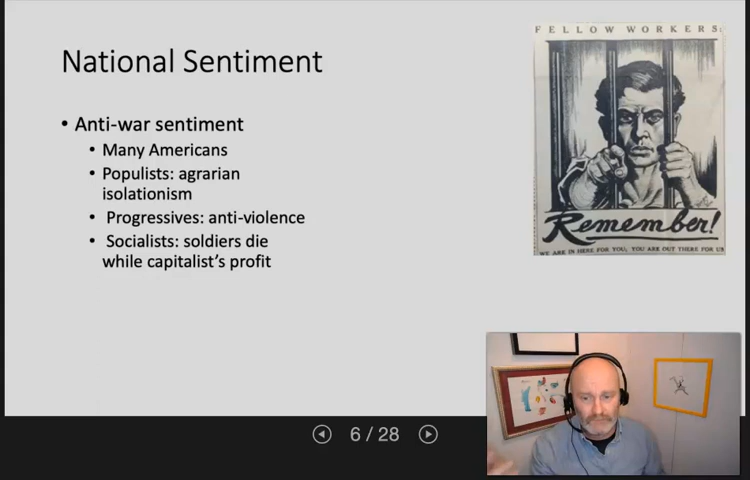 National Sentiment
• Anti-war sentiment
• Many Americans
• Populists: agrarian
isolationism
• Progressives: anti-violence
• Socialists: soldiers die
while capitalist's profit
FELLOW WORKERS:
Remember!
WE ARE IN HERE FOR YOU; YOU ARE OUT THERE FOR US
6 / 28